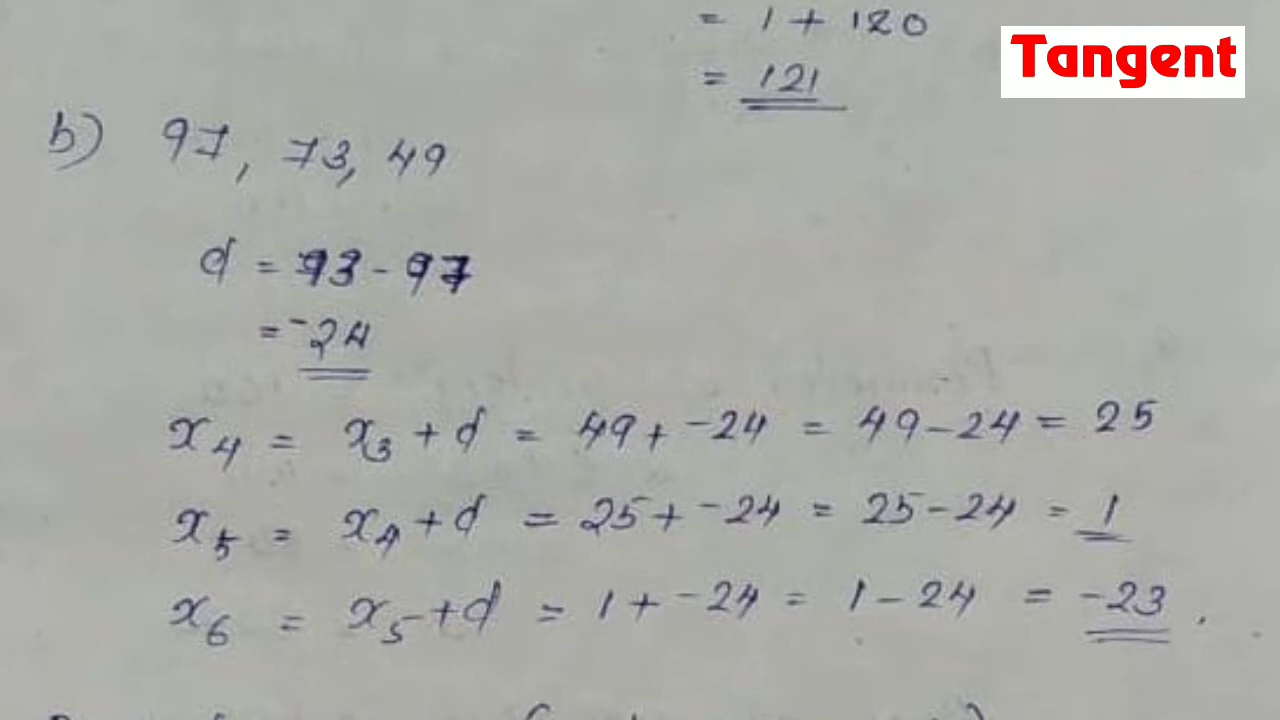 = 1 + 120
Tangent
= 121
b) 97, 73, 49
d = 73 - 97
= -24
x4 = x3 + d = 49 + -24 = 49 - 24 = 25
x5 = x4 + d = 25 + -24 = 25 - 24 = 1
x6 = x5 + d = 1 + -24 = 1 - 24 = -23.